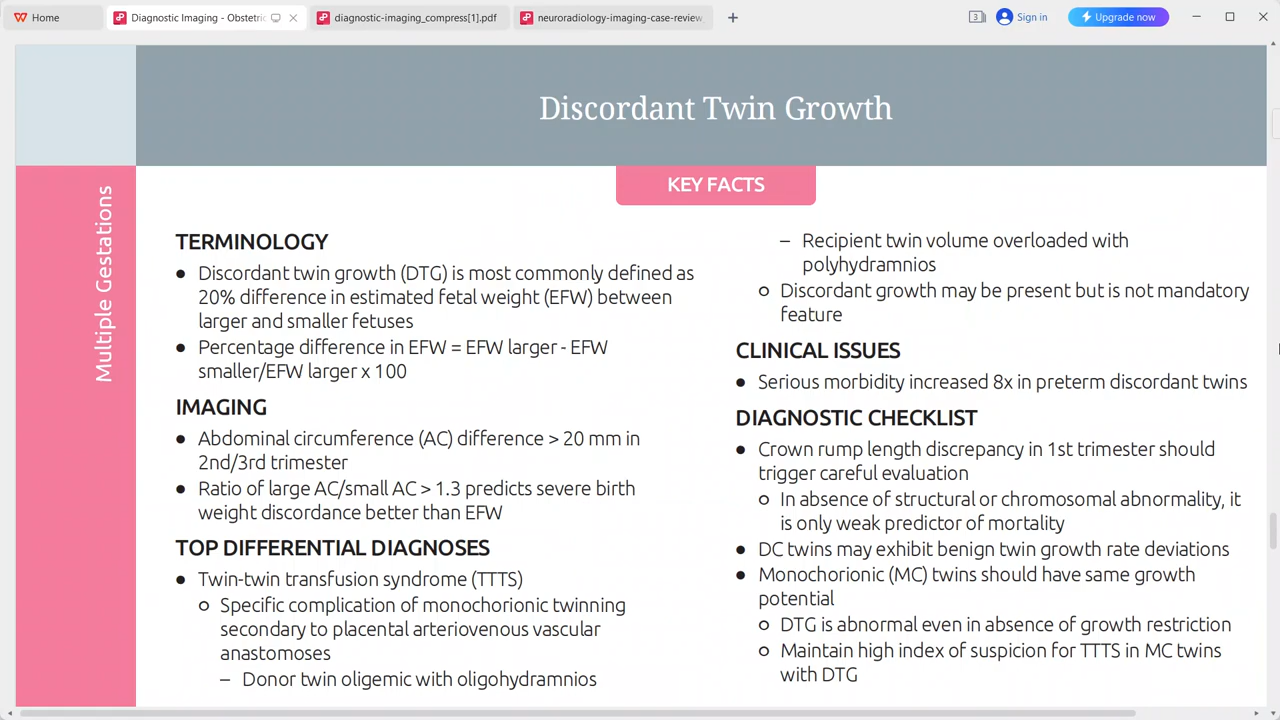 Home
Diagnostic Imaging - Obstetric
diagnostic-imaging_compress[1].pdf
neuroradiology-imaging-case-review
3
Sign in
Upgrade now
Discordant Twin Growth
Multiple Gestations
KEY FACTS
TERMINOLOGY
• Discordant twin growth (DTG) is most commonly defined as
20% difference in estimated fetal weight (EFW) between
larger and smaller fetuses
• Percentage difference in EFW = EFW larger - EFW
smaller/EFW larger x 100
IMAGING
• Abdominal circumference (AC) difference > 20 mm in
2nd/3rd trimester
• Ratio of large AC/small AC > 1.3 predicts severe birth
weight discordance better than EFW
TOP DIFFERENTIAL DIAGNOSES
• Twin-twin transfusion syndrome (TTTS)
o Specific complication of monochorionic twinning
secondary to placental arteriovenous vascular
anastomoses
– Donor twin oligemic with oligohydramnios
– Recipient twin volume overloaded with
polyhydramnios
o Discordant growth may be present but is not mandatory
feature
CLINICAL ISSUES
• Serious morbidity increased 8x in preterm discordant twins
DIAGNOSTIC CHECKLIST
• Crown rump length discrepancy in 1st trimester should
trigger careful evaluation
o In absence of structural or chromosomal abnormality, it
is only weak predictor of mortality
• DC twins may exhibit benign twin growth rate deviations
• Monochorionic (MC) twins should have same growth
potential
o DTG is abnormal even in absence of growth restriction
o Maintain high index of suspicion for TTTS in MC twins
with DTG